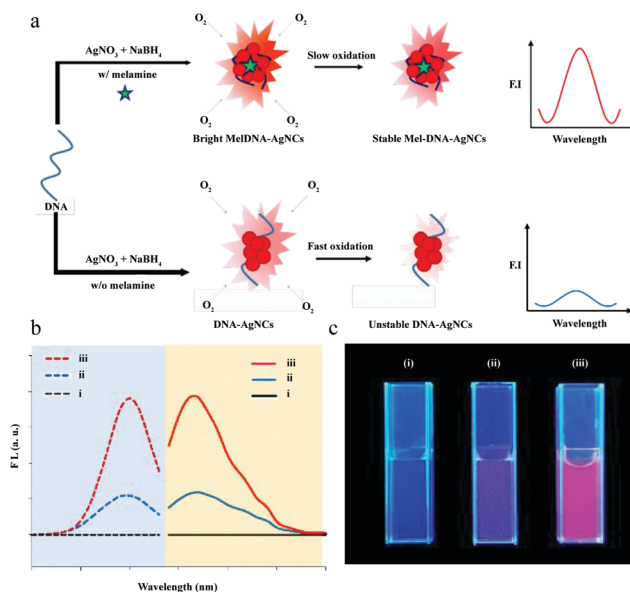 a
AgNO3 + NaBH4
w/ melamine
O2
O2
O2
O2
Bright MelDNA-AgNCs
Slow oxidation
Stable Mel-DNA-AgNCs
F.I
Wavelength
DNA
AgNO3 + NaBH4
w/o melamine
O2
O2
O2
O2
DNA-AgNCs
Fast oxidation
Unstable DNA-AgNCs
F.I
Wavelength
b
iii
ii
i
iii
ii
i
F L (a. u.)
Wavelength (nm)
c
(i)
(ii)
(iii)